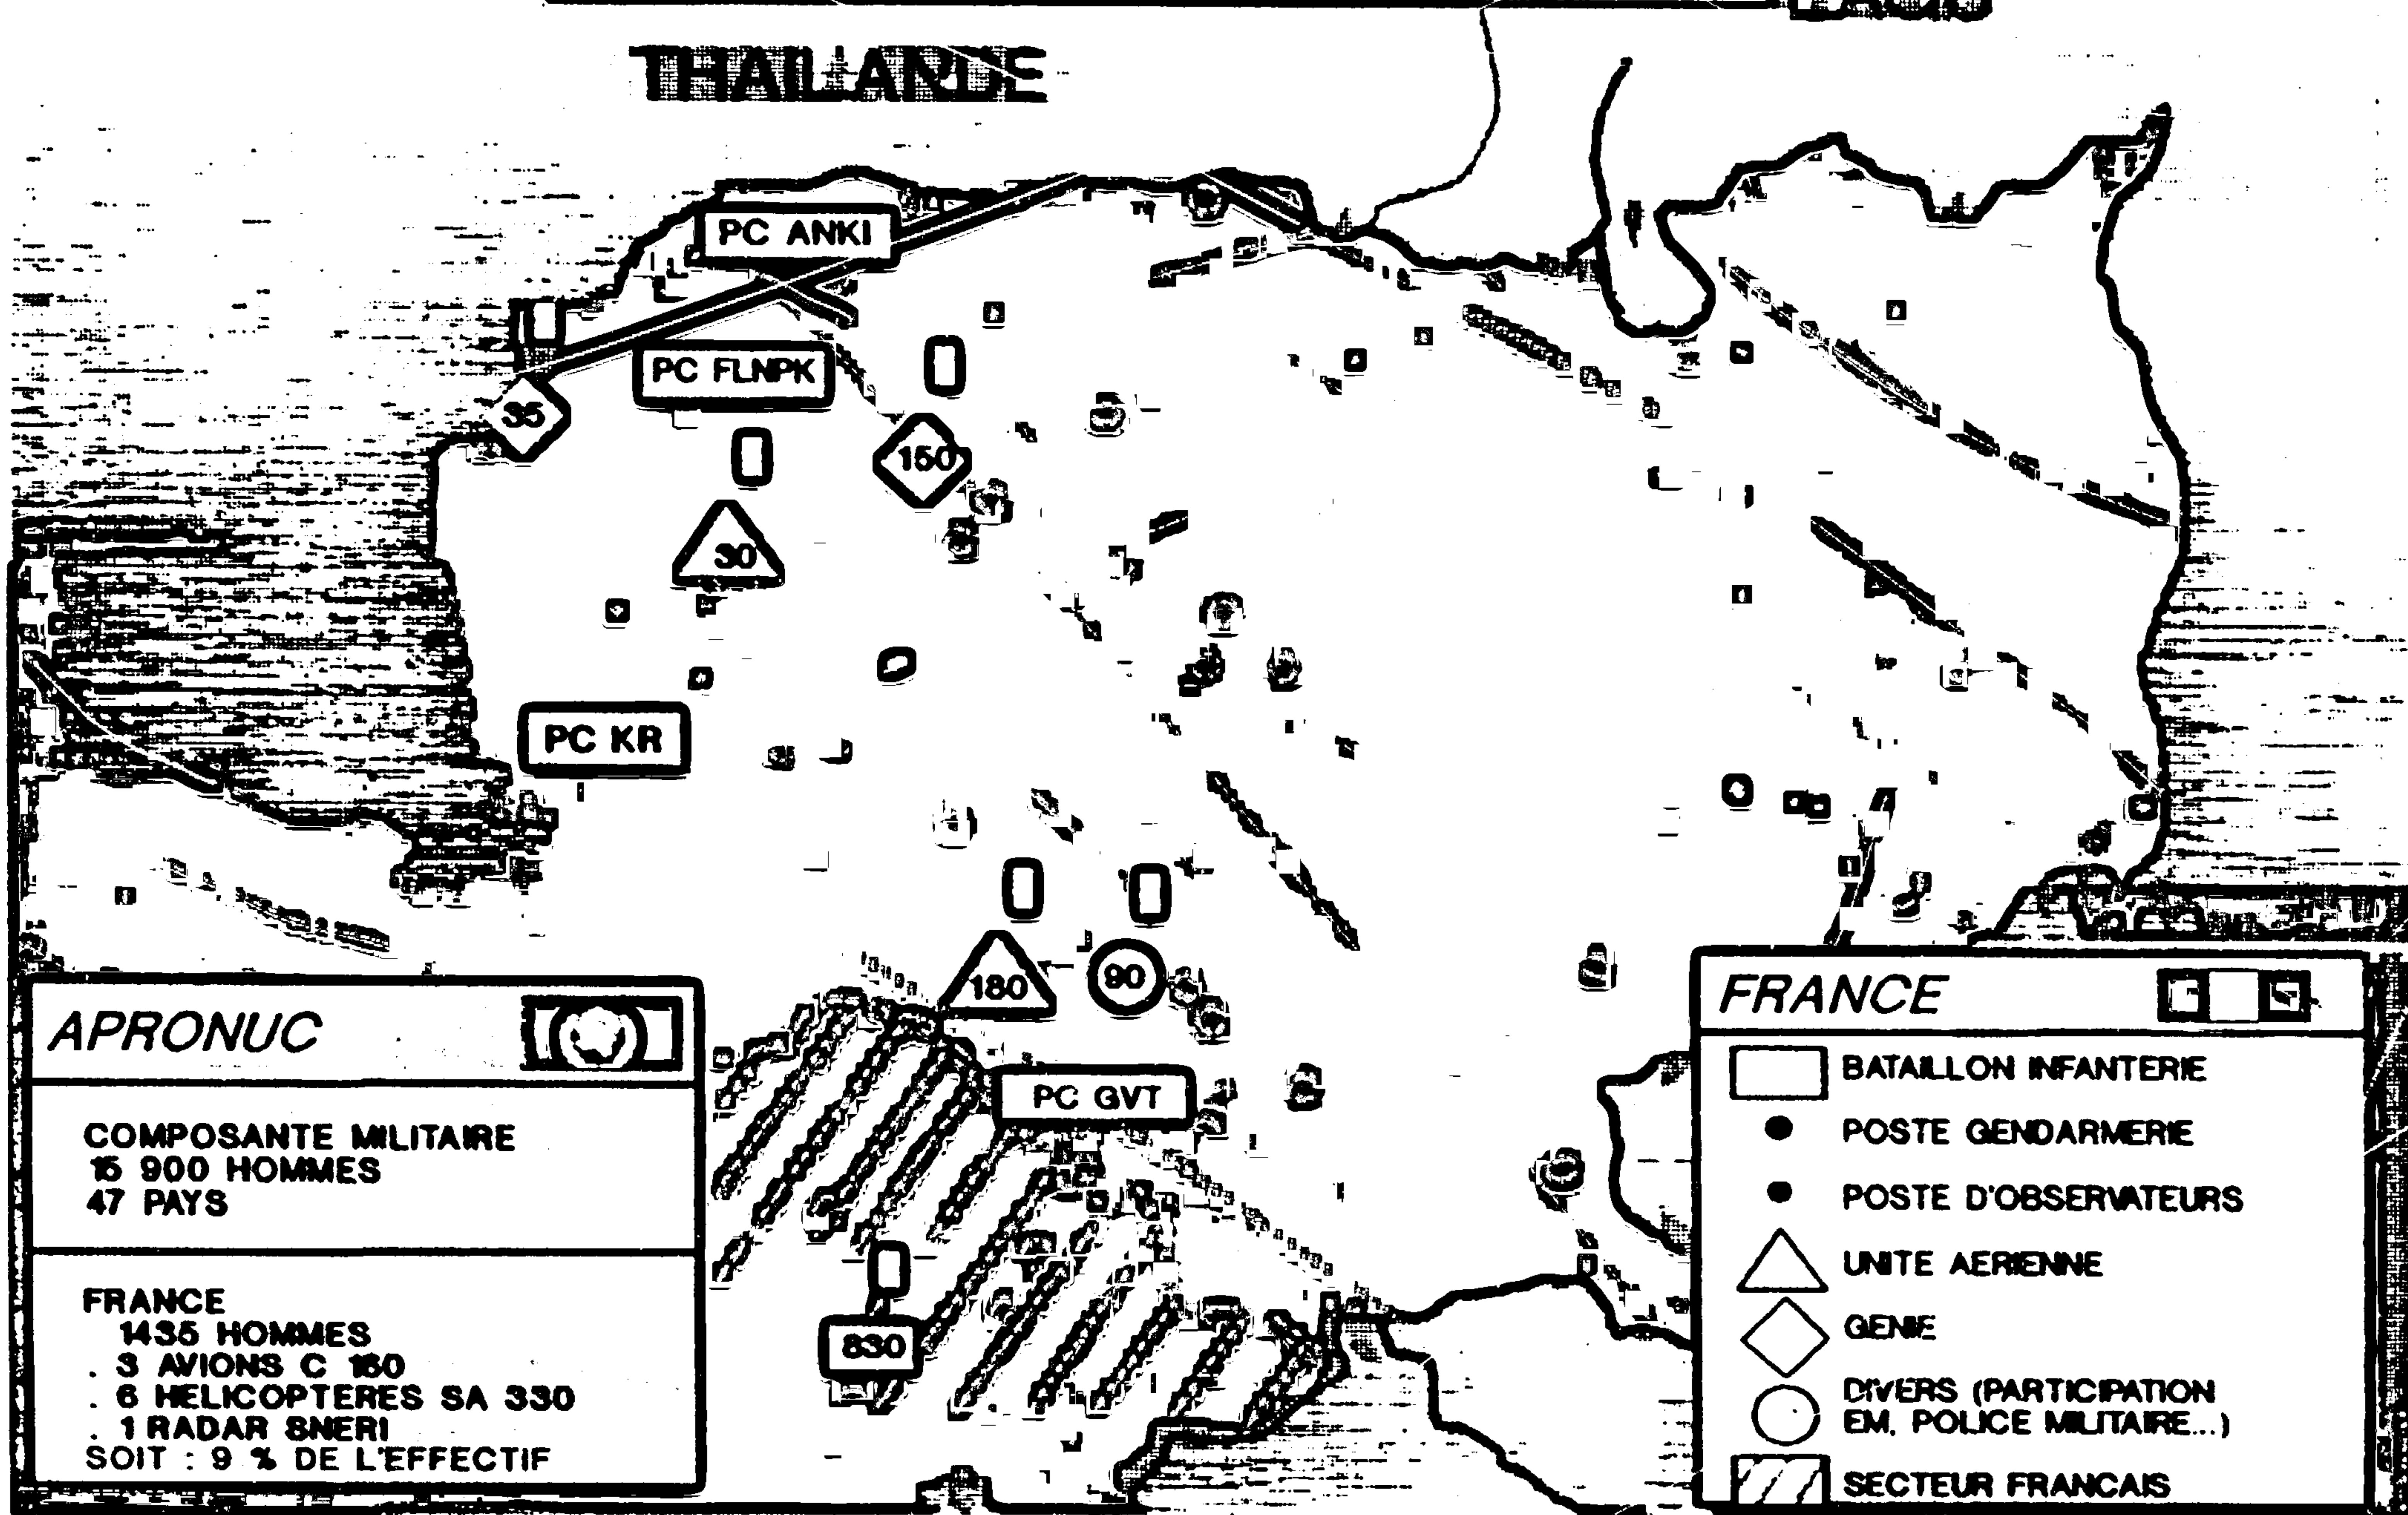 THAILANDE
PC ANKI
PC FLNPK
35
150
30
PC KR
180
90
PC GVT
830
APRONUC
COMPOSANTE MILITAIRE
15 900 HOMMES
47 PAYS
FRANCE
1435 HOMMES
. 3 AVIONS C 160
. 6 HELICOPTERES SA 330
. 1 RADAR SNERI
SOIT : 9 % DE L'EFFECTIF
FRANCE
BATAILLON INFANTERIE
POSTE GENDARMERIE
POSTE D'OBSERVATEURS
UNITE AERIENNE
GENIE
DIVERS (PARTICIPATION
EM, POLICE MILITAIRE...)
SECTEUR FRANCAIS